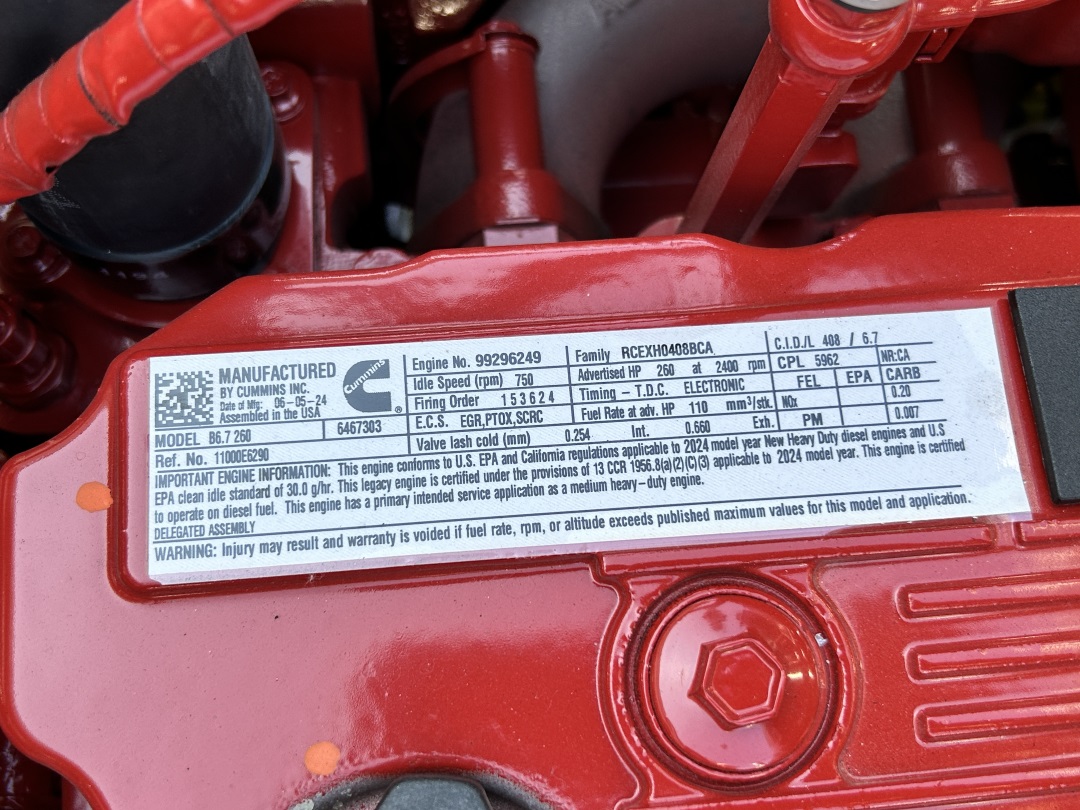 MANUFACTURED
BY CUMMINS INC.
Date of Mfg: 06-05-24
Assembled in the USA
Cummins
®
MODEL B6.7 260
6467303
Ref. No. 11000E6290
Engine No. 99296249
Idle Speed (rpm) 750
Firing Order 1 5 3 6 2 4
E.C.S. EGR,PTOX,SCRC
Valve lash cold (mm) 0.254 Int. 0.660 Exh.
Family RCEXH0408BCA
Advertised HP 260 at 2400 rpm
Timing – T.D.C. ELECTRONIC
Fuel Rate at adv. HP 110 mm³/stk.
C.I.D./L 408 / 6.7
CPL 5962 NR:CA
FEL EPA CARB
NOx 0.20
PM 0.007
IMPORTANT ENGINE INFORMATION: This engine conforms to U.S. EPA and California regulations applicable to 2024 model year New Heavy Duty diesel engines and U.S
EPA clean idle standard of 30.0 g/hr. This legacy engine is certified under the provisions of 13 CCR 1956.8(a)(2)(C)(3) applicable to 2024 model year. This engine is certified
to operate on diesel fuel. This engine has a primary intended service application as a medium heavy–duty engine.
DELEGATED ASSEMBLY
WARNING: Injury may result and warranty is voided if fuel rate, rpm, or altitude exceeds published maximum values for this model and application.